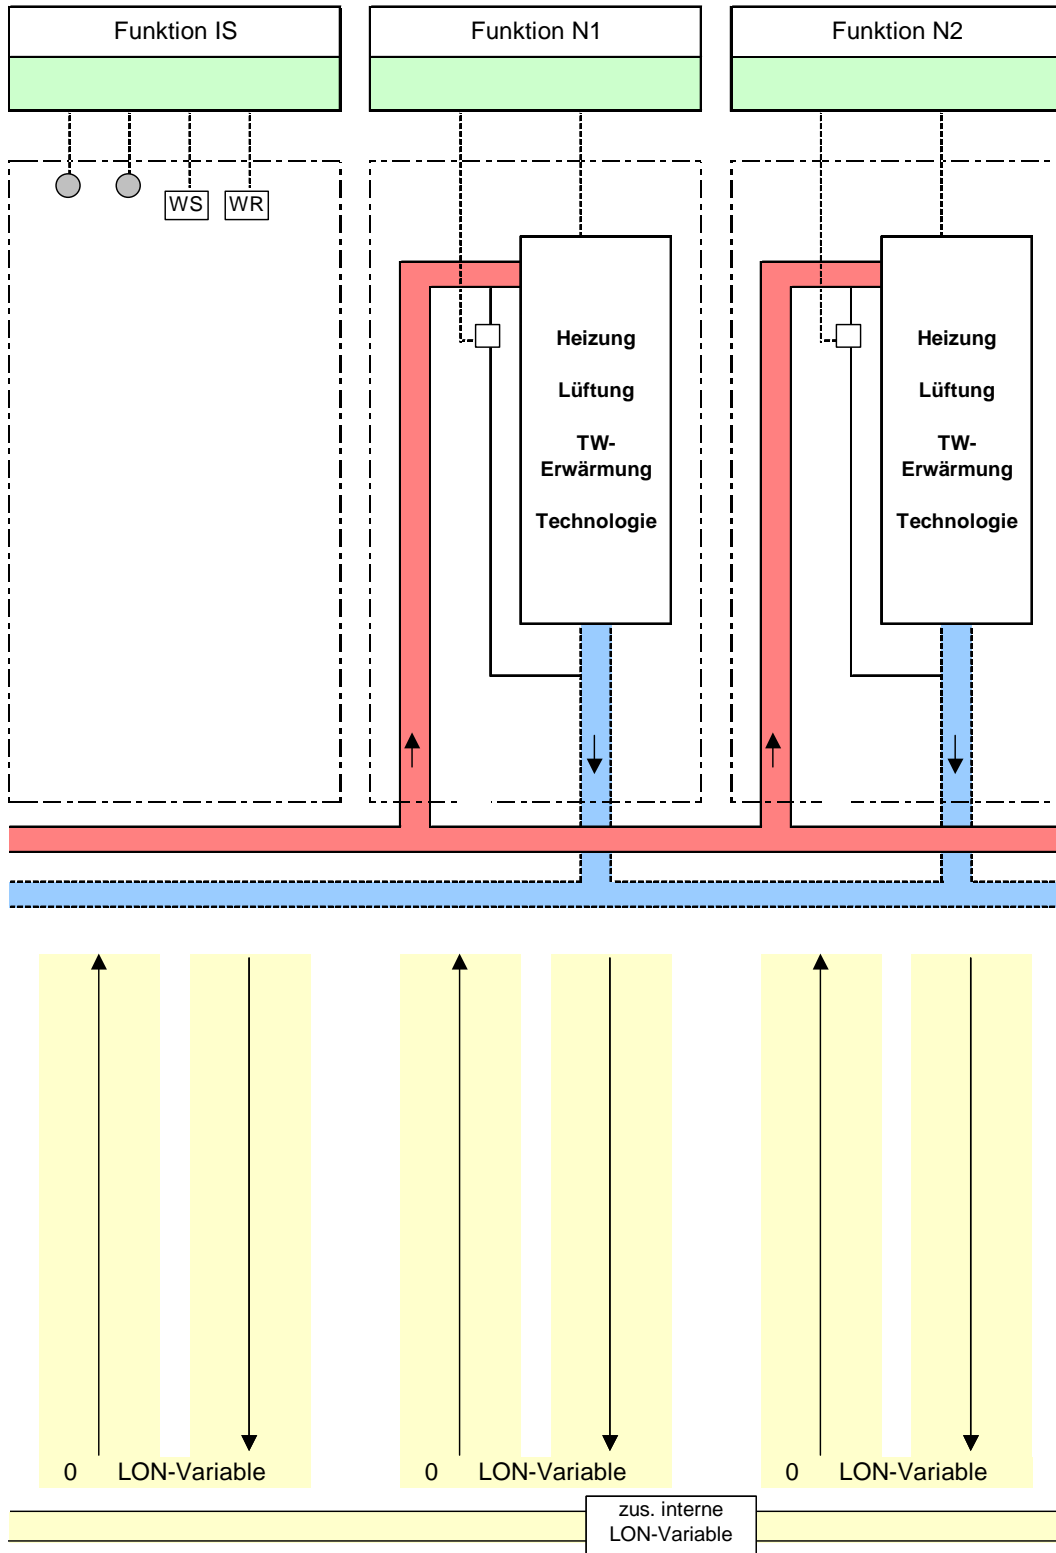 Funktion IS
Funktion N1
Funktion N2
WS
WR
Heizung
Lüftung
TW-
Erwärmung
Technologie
Heizung
Lüftung
TW-
Erwärmung
Technologie
0 LON-Variable
0 LON-Variable
0 LON-Variable
zus. interne
LON-Variable